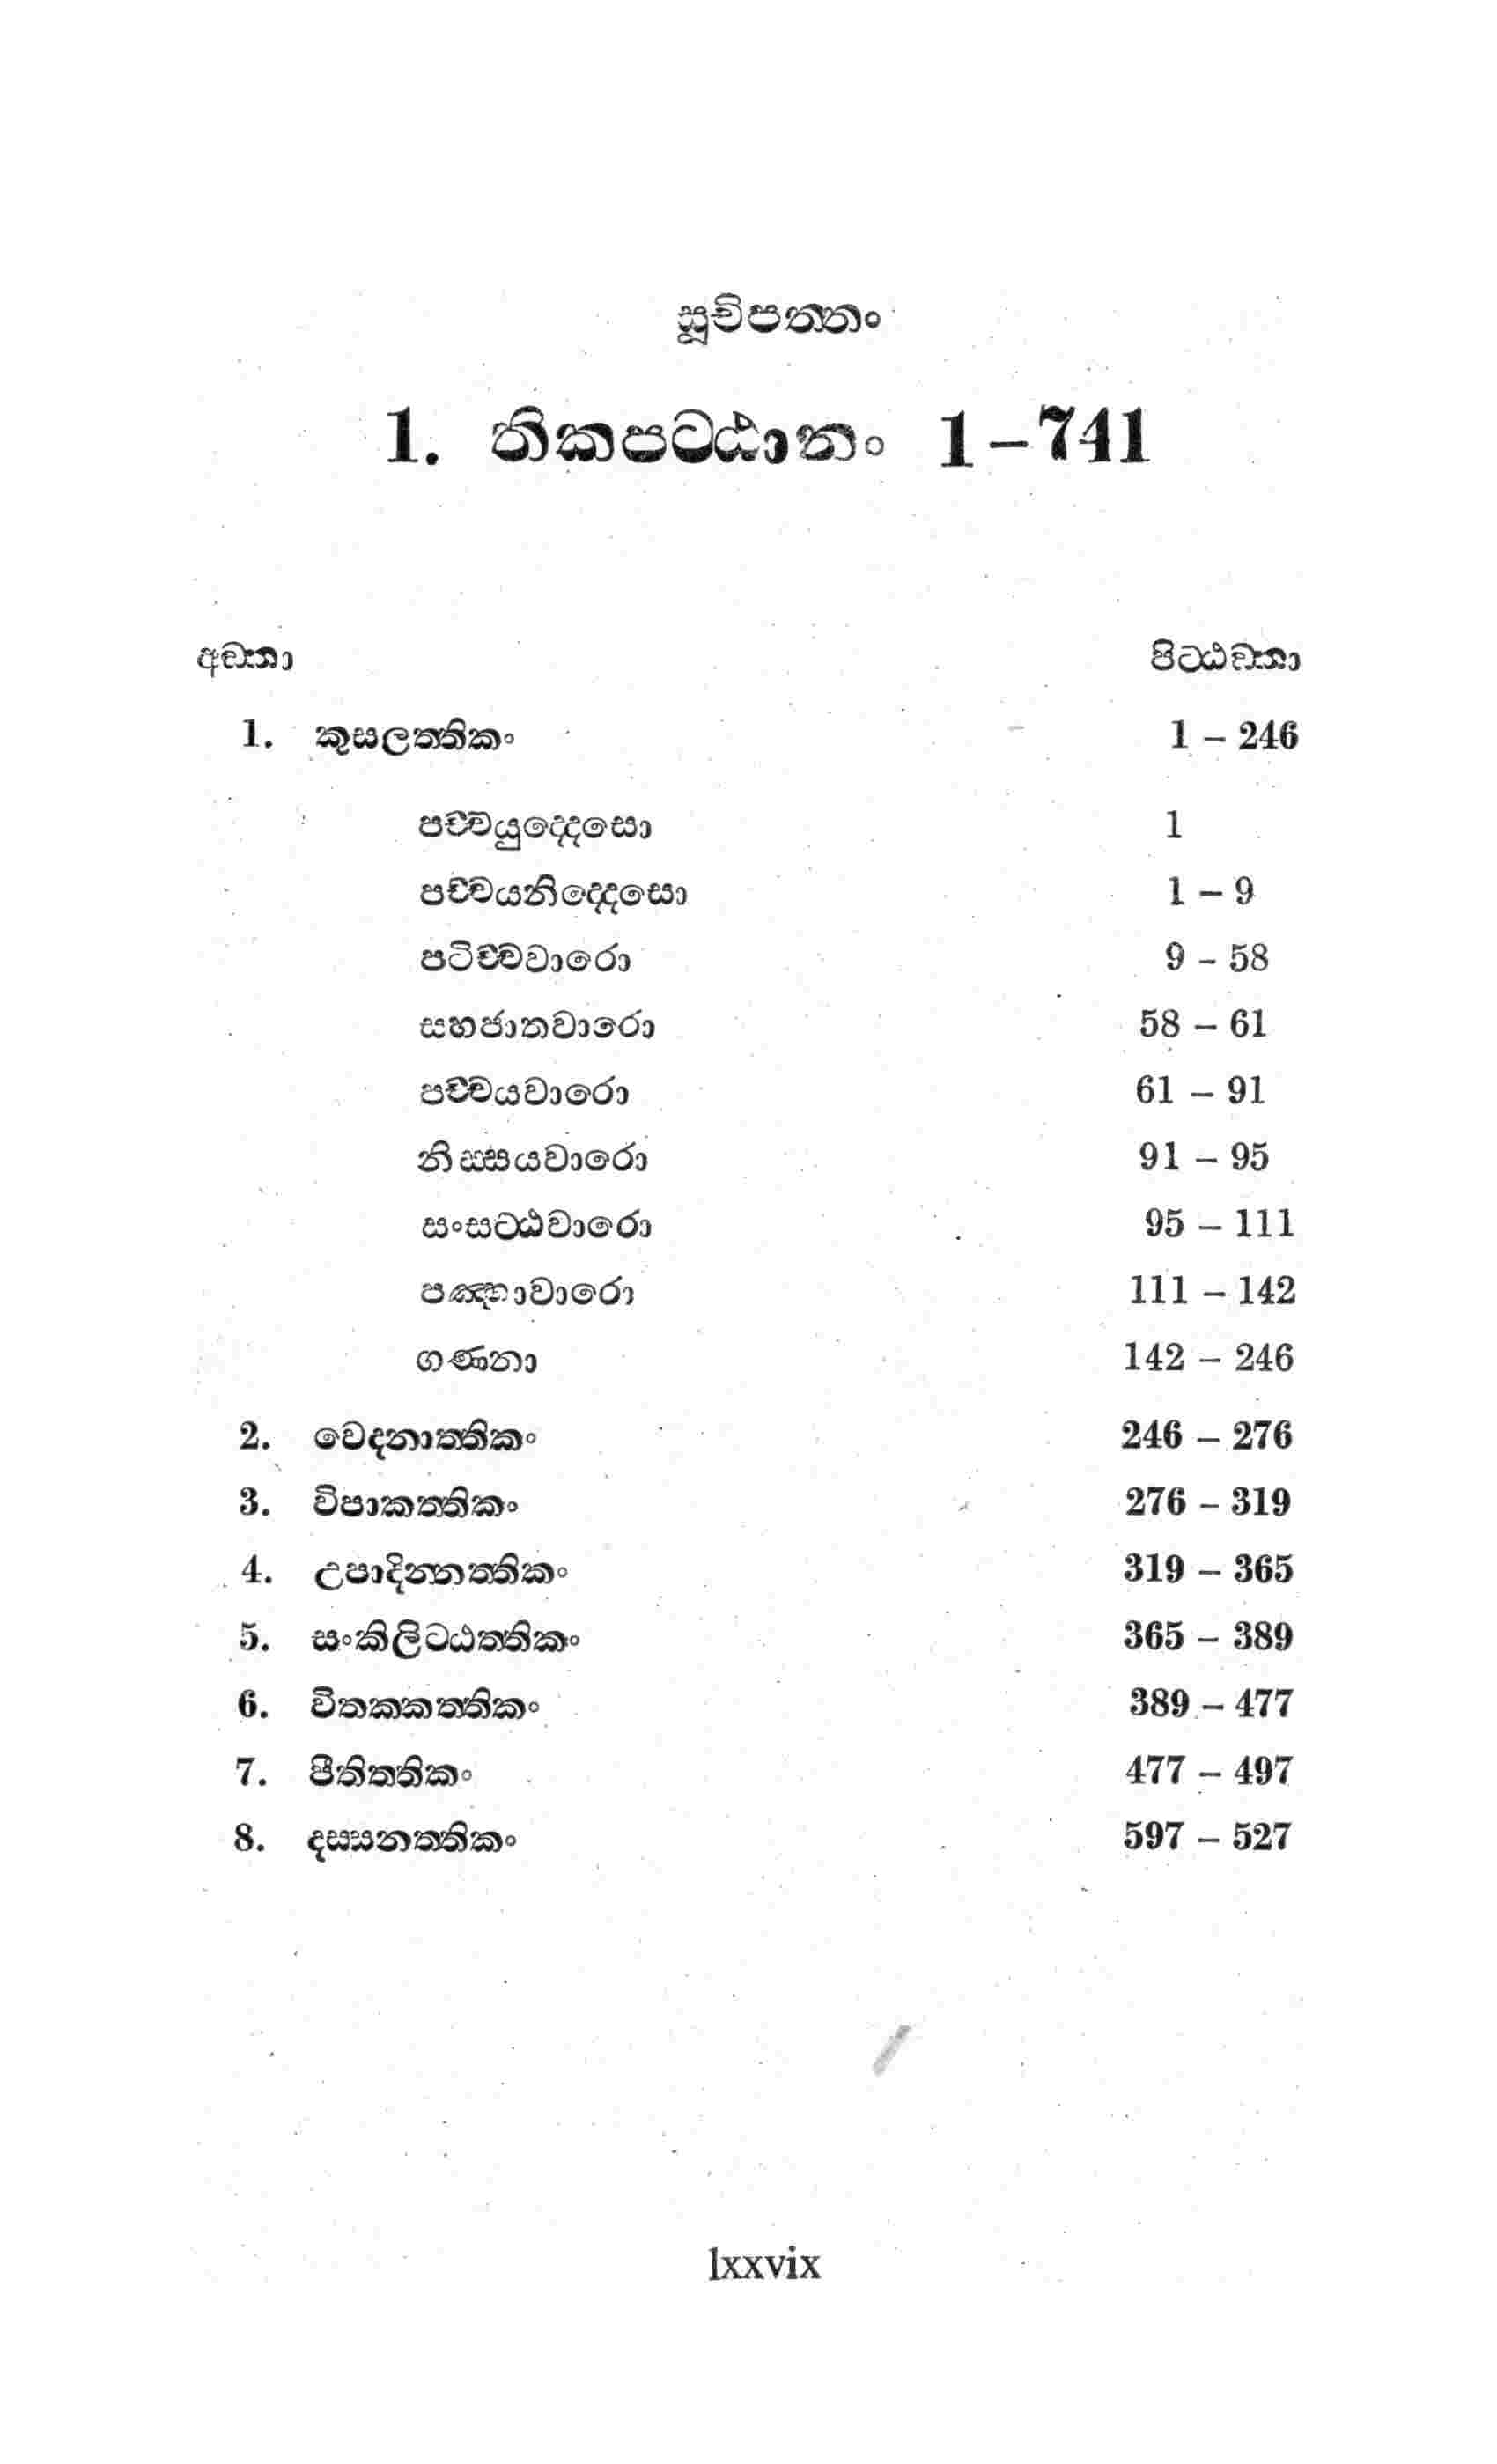 සූචිපත්තං
1. තිකපට්ඨානං 1–741
අඞ්කා පිට්ඨඞ්කා
1. කුසලත්තිකං 1 – 246
පච්චයුද්දෙසො 1
පච්චයනිද්දෙසො 1 – 9
පටිච්චවාරො 9 – 58
සහජාතවාරො 58 – 61
පච්චයවාරො 61 – 91
නිස්සයවාරො 91 – 95
සංසට්ඨවාරො 95 – 111
පඤ්හාවාරො 111 – 142
ගණනා 142 – 246
2. වෙදනාත්තිකං 246 – 276
3. විපාකත්තිකං 276 – 319
4. උපාදින්නත්තිකං 319 – 365
5. සංකිලිට්ඨත්තිකං 365 – 389
6. විතක්කත්තිකං 389 – 477
7. පීතිත්තිකං 477 – 497
8. දස්සනත්තිකං 597 – 527
lxxvix